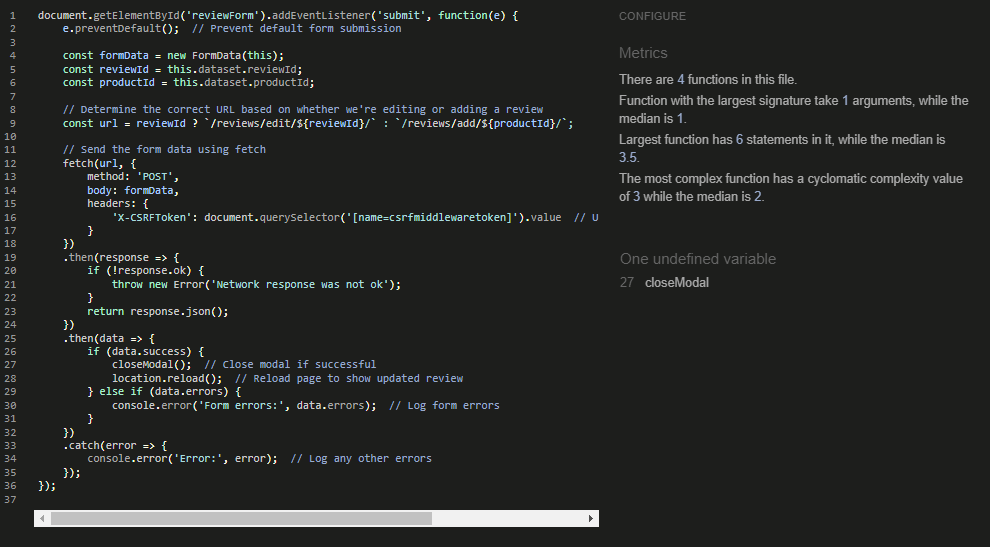 1 document.getElementById('reviewForm').addEventListener('submit', function(e) {
2     e.preventDefault();  // Prevent default form submission
3
4     const formData = new FormData(this);
5     const reviewId = this.dataset.reviewId;
6     const productId = this.dataset.productId;
7
8     // Determine the correct URL based on whether we're editing or adding a review
9     const url = reviewId ? `/reviews/edit/${reviewId}/` : `/reviews/add/${productId}/`;
10
11     // Send the form data using fetch
12     fetch(url, {
13         method: 'POST',
14         body: formData,
15         headers: {
16             'X-CSRFToken': document.querySelector('[name=csrfmiddlewaretoken]').value  // U
17         }
18     })
19     .then(response => {
20         if (!response.ok) {
21             throw new Error('Network response was not ok');
22         }
23         return response.json();
24     })
25     .then(data => {
26         if (data.success) {
27             closeModal();  // Close modal if successful
28             location.reload();  // Reload page to show updated review
29         } else if (data.errors) {
30             console.error('Form errors:', data.errors);  // Log form errors
31         }
32     })
33     .catch(error => {
34         console.error('Error:', error);  // Log any other errors
35     });
36 });
37
CONFIGURE
Metrics
There are 4 functions in this file.
Function with the largest signature take 1 arguments, while the
median is 1.
Largest function has 6 statements in it, while the median is
3.5.
The most complex function has a cyclomatic complexity value
of 3 while the median is 2.
One undefined variable
27 closeModal